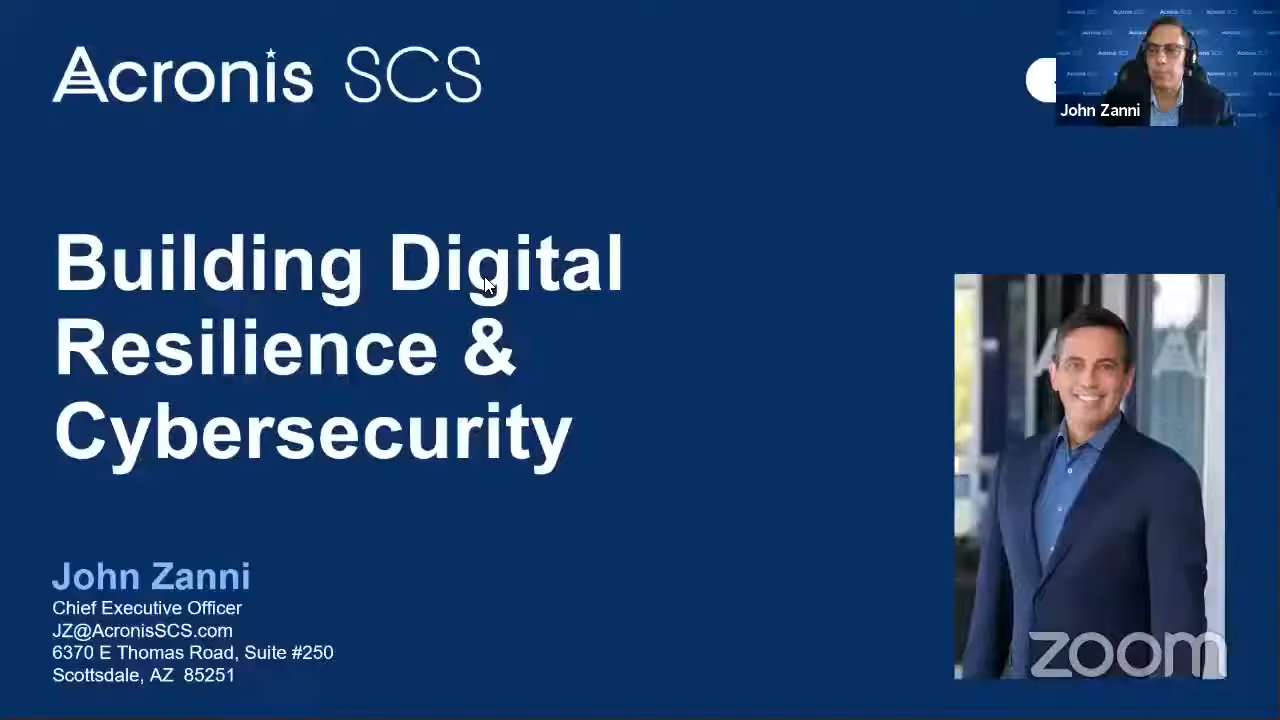 Acronis SCS
John Zanni
Building Digital
Resilience &
Cybersecurity
John Zanni
Chief Executive Officer
JZ@AcronisSCS.com
6370 E Thomas Road, Suite #250
Scottsdale, AZ 85251
zoom